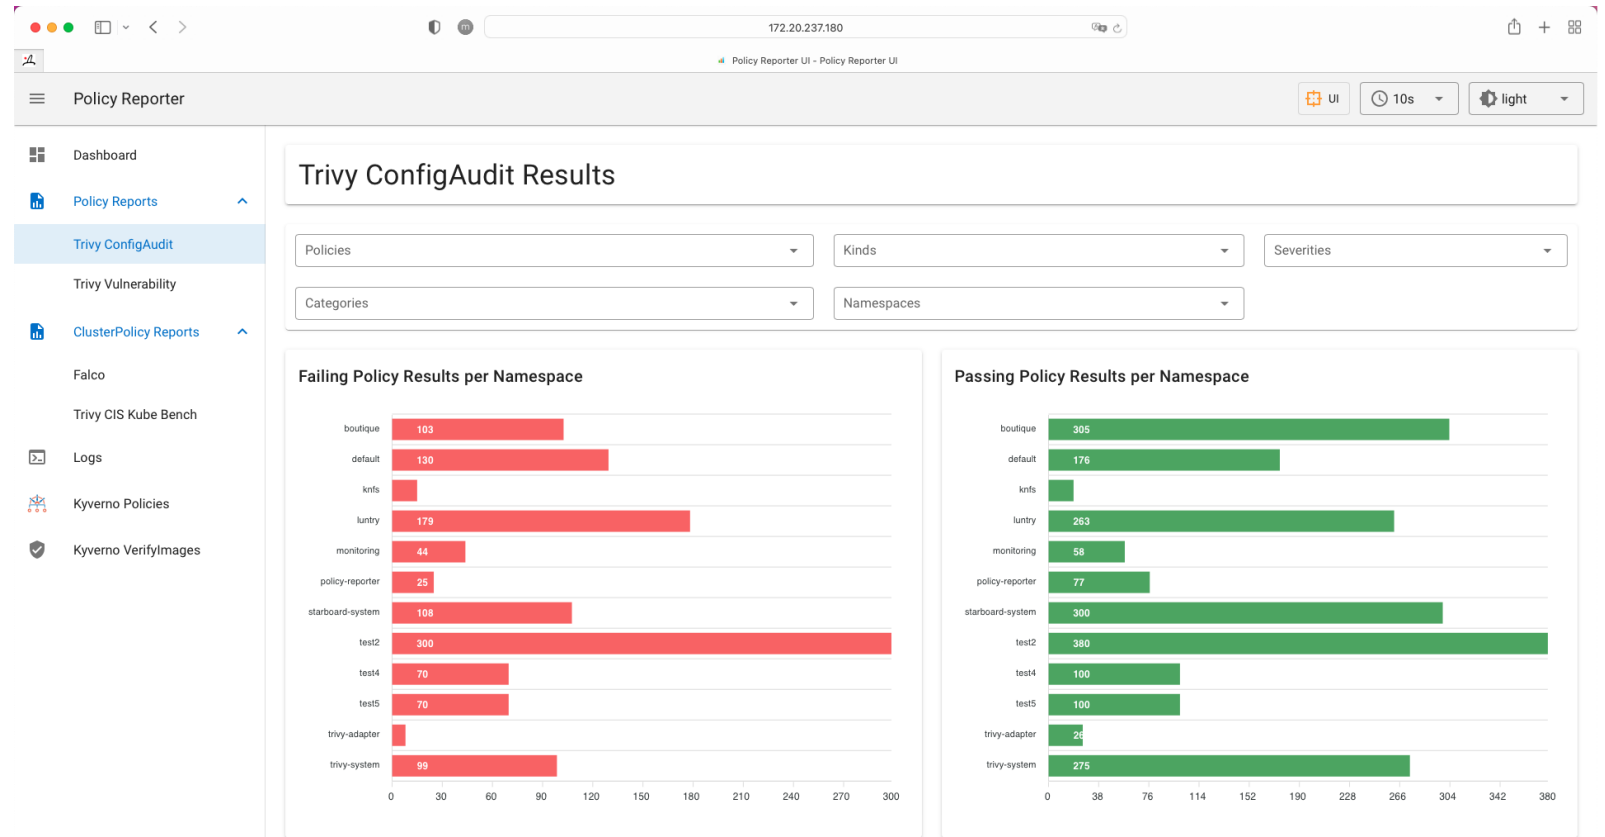 172.20.237.180
Policy Reporter UI - Policy Reporter UI
Policy Reporter
UI
10s
light
Dashboard
Policy Reports
Trivy ConfigAudit
Trivy Vulnerability
ClusterPolicy Reports
Falco
Trivy CIS Kube Bench
Logs
Kyverno Policies
Kyverno VerifyImages
Trivy ConfigAudit Results
Policies
Kinds
Severities
Categories
Namespaces
Failing Policy Results per Namespace
boutique 103
default 130
knfs
luntry 179
monitoring 44
policy-reporter 25
starboard-system 108
test2 300
test4 70
test5 70
trivy-adapter
trivy-system 99
0 30 60 90 120 150 180 210 240 270 300
Passing Policy Results per Namespace
boutique 305
default 176
knfs
luntry 263
monitoring 58
policy-reporter 77
starboard-system 300
test2 380
test4 100
test5 100
trivy-adapter 26
trivy-system 275
0 38 76 114 152 190 228 266 304 342 380